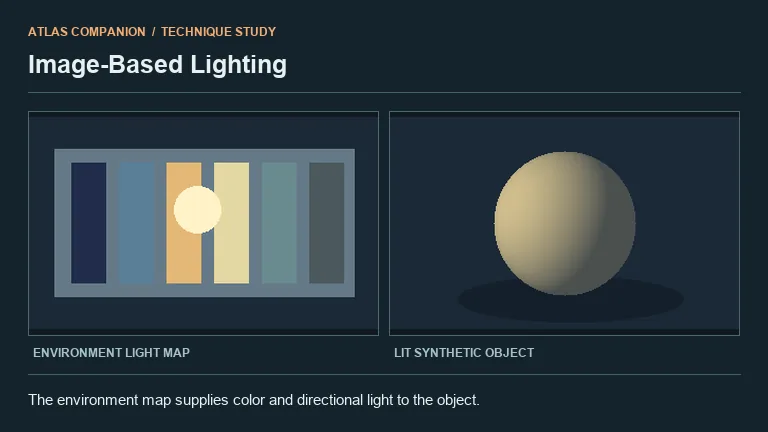 ATLAS COMPANION / TECHNIQUE STUDY
Image-Based Lighting
ENVIRONMENT LIGHT MAP
LIT SYNTHETIC OBJECT
The environment map supplies color and directional light to the object.